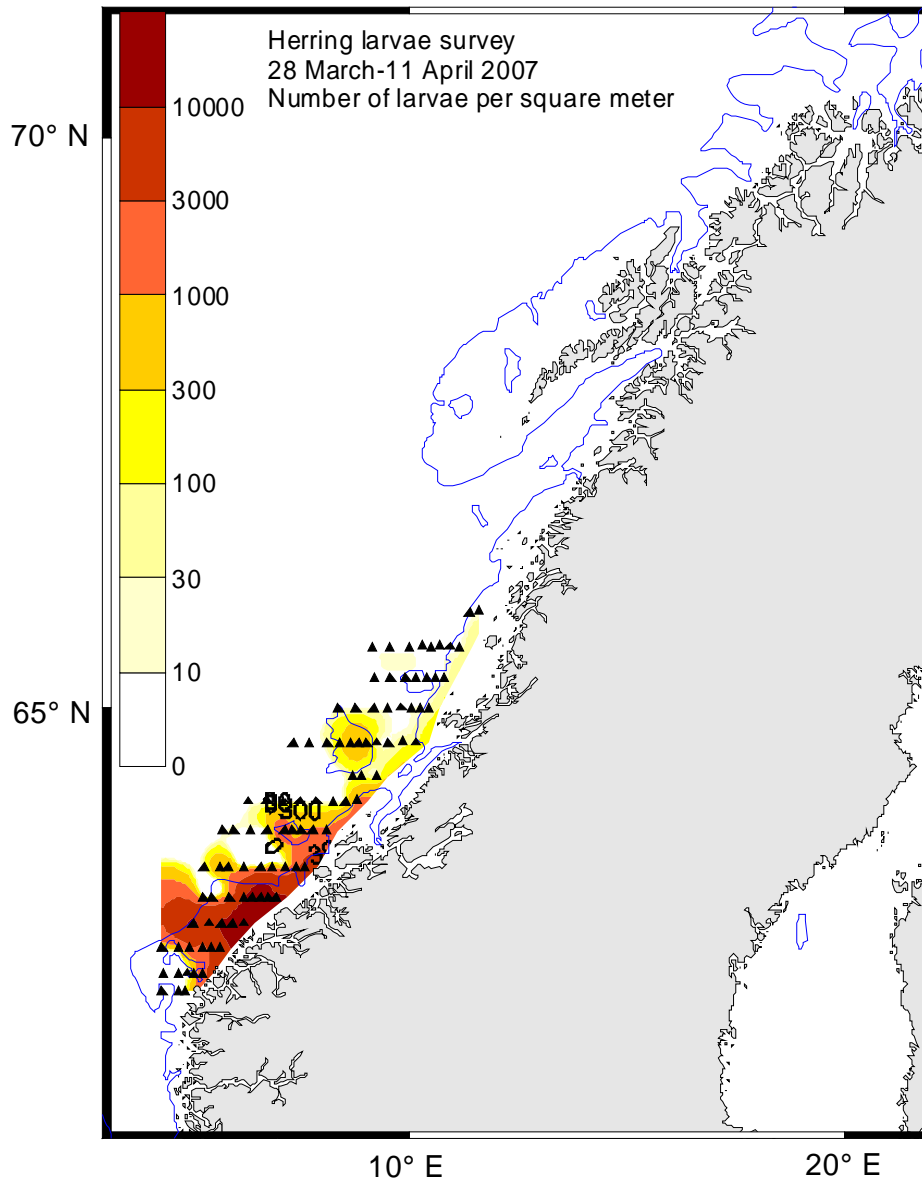 Herring larvae survey
28 March-11 April 2007
Number of larvae per square meter
10000
3000
1000
300
100
30
10
0
70° N
65° N
10° E
20° E